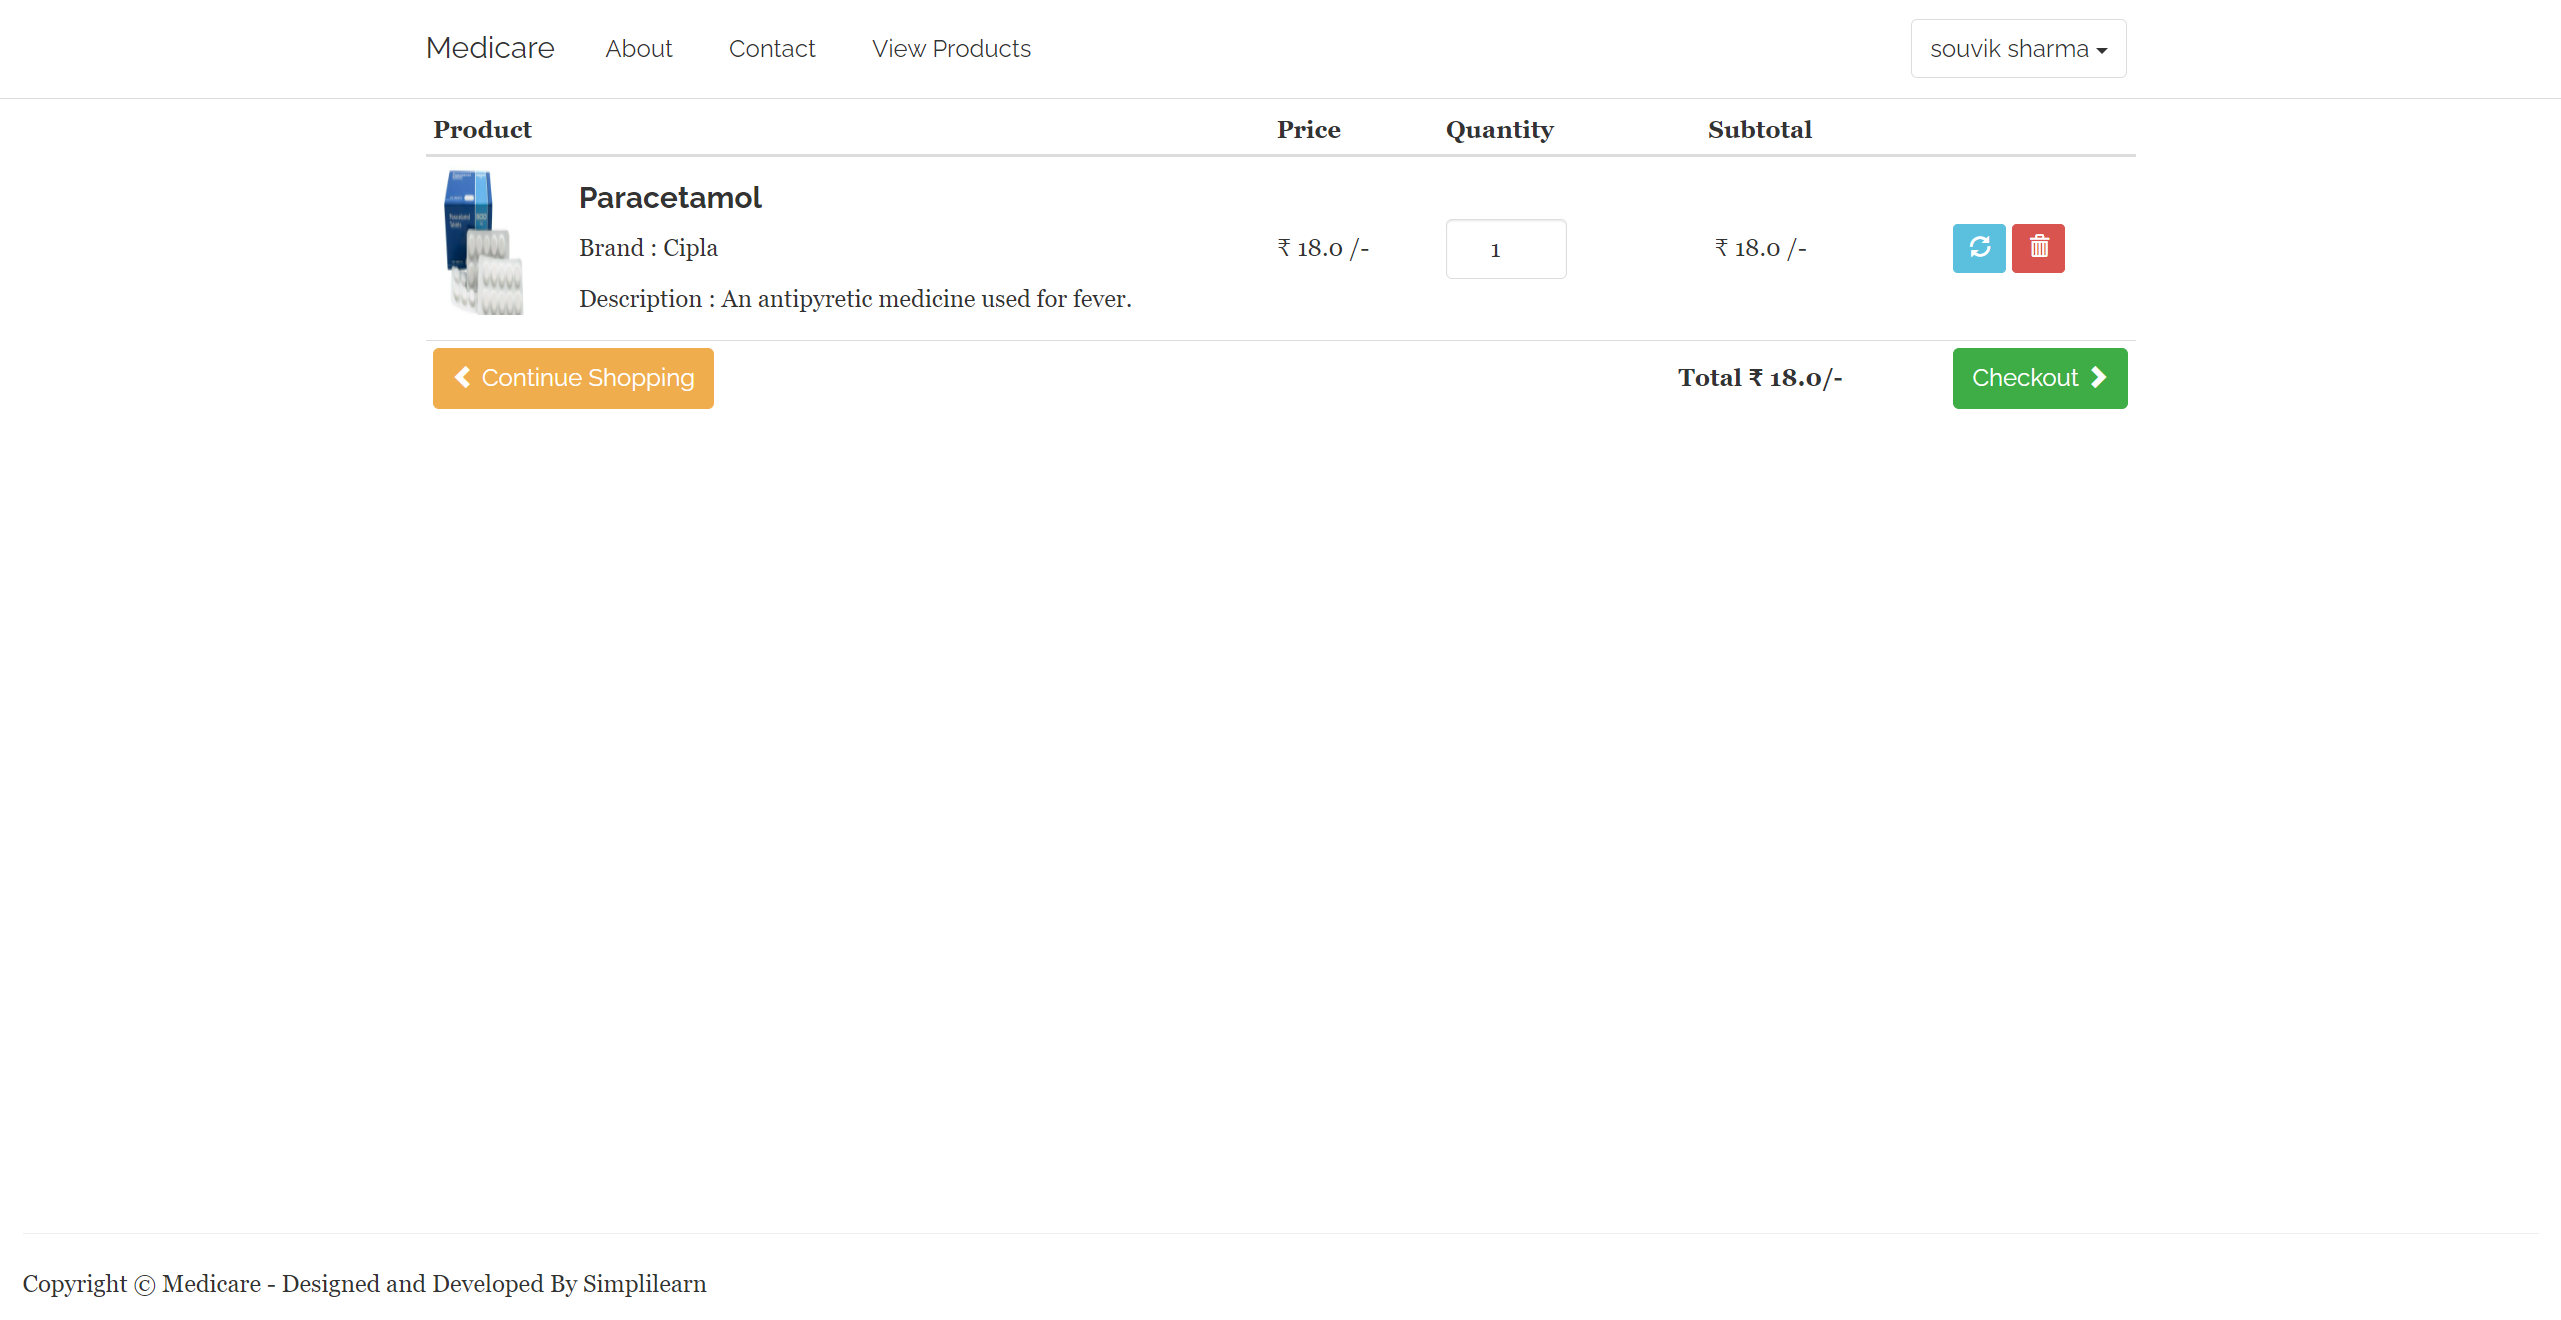 Medicare About Contact View Products souvik sharma
Product Price Quantity Subtotal
Paracetamol
Brand : Cipla ₹ 18.0 /- 1 ₹ 18.0 /-
Description : An antipyretic medicine used for fever.
Continue Shopping Total ₹ 18.0/- Checkout
Copyright © Medicare - Designed and Developed By Simplilearn